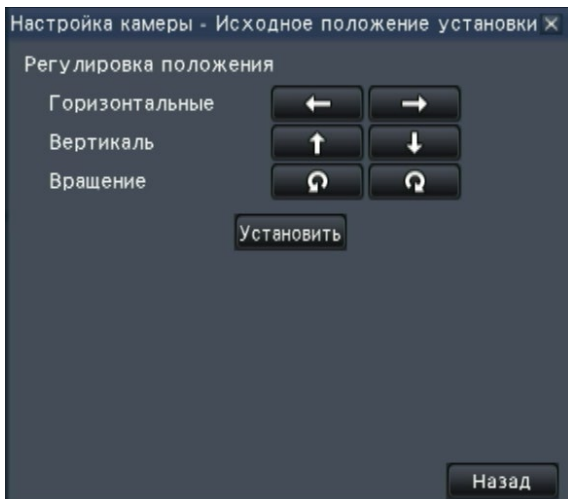 Настройка камеры - Исходное положение установки
Регулировка положения
Горизонтальные
Вертикаль
Вращение
Установить
Назад